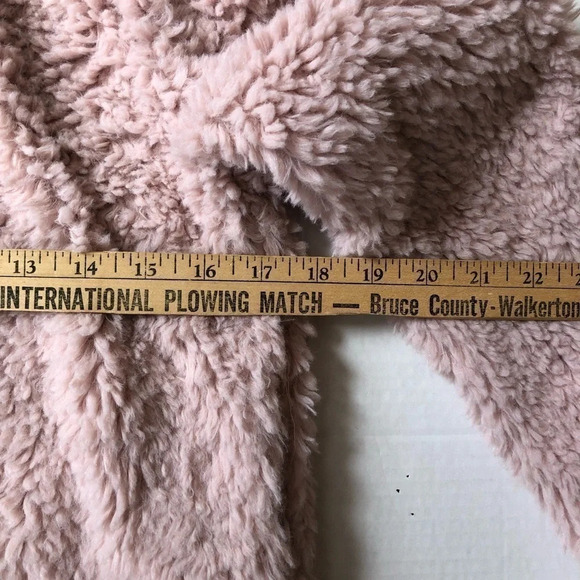 13 14 15 16 17 18 19 20 21 22
INTERNATIONAL PLOWING MATCH — Bruce County-Walkerton